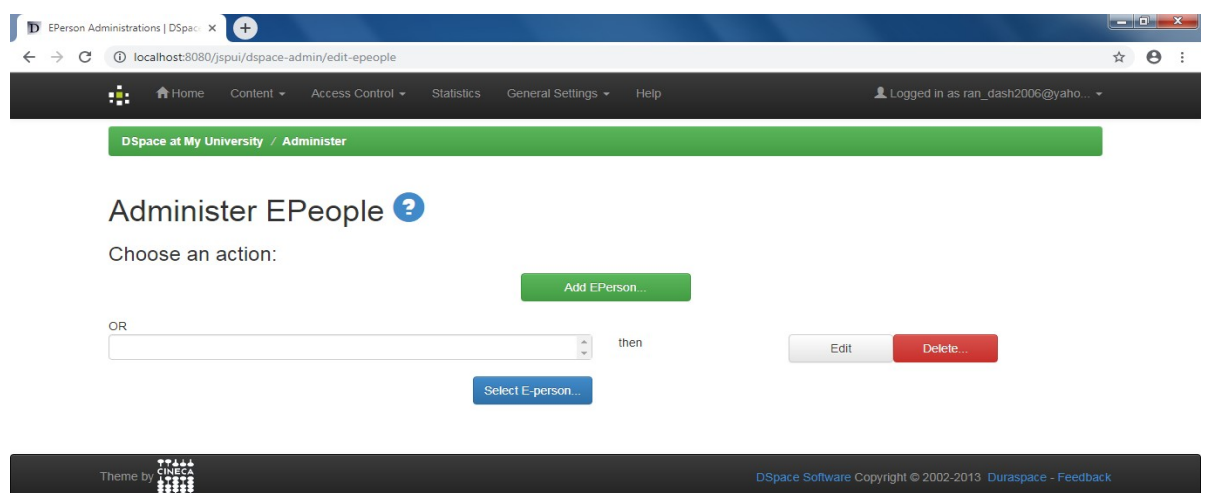 EPerson Administrations | DSpac
localhost:8080/jspui/dspace-admin/edit-epeople
Home Content Access Control Statistics General Settings Help Logged in as ran_dash2006@yaho...
DSpace at My University / Administer
Administer EPeople ?
Choose an action:
Add EPerson...
OR
then Edit Delete...
Select E-person...
Theme by CINECA DSpace Software Copyright © 2002-2013 Duraspace - Feedback